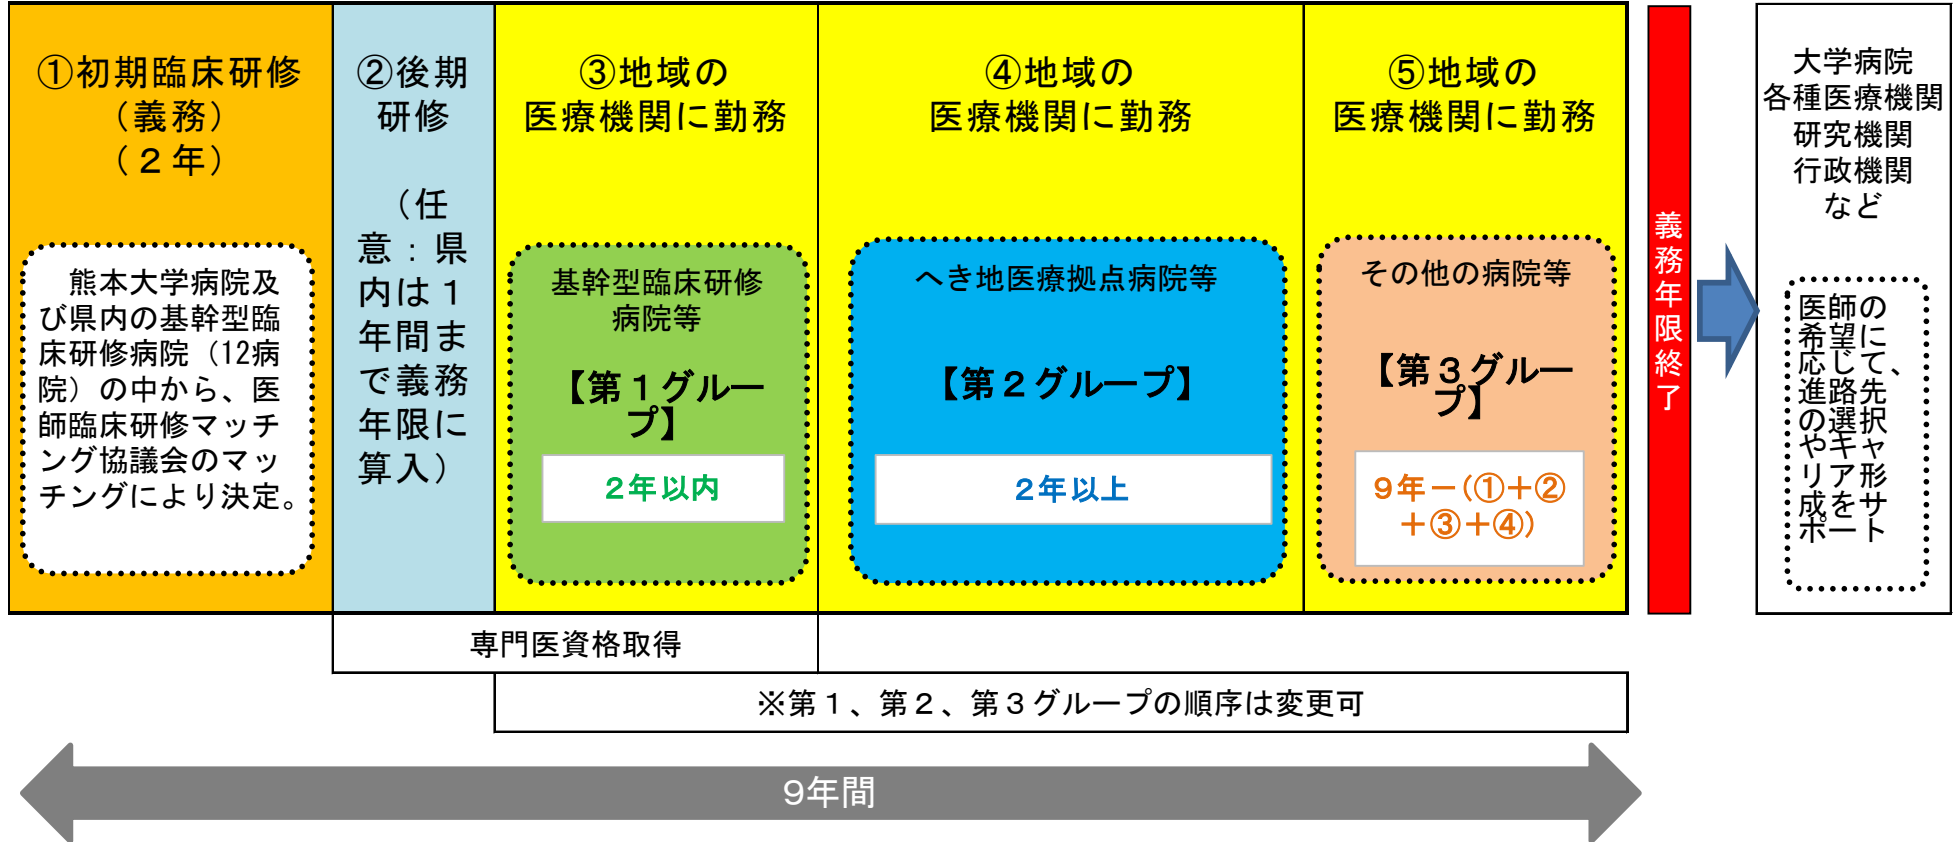 ①初期臨床研修
（義務）
（２年）
熊本大学病院及
び県内の基幹型臨
床研修病院（12病
院）の中から、医
師臨床研修マッチ
ング協議会のマッ
チングにより決定。
②後期
研修
（任
意：県
内は１
年間ま
で義務
年限に
算入）
③地域の
医療機関に勤務
基幹型臨床研修
病院等
【第１グルー
プ】
2年以内
④地域の
医療機関に勤務
へき地医療拠点病院等
【第２グループ】
2年以上
⑤地域の
医療機関に勤務
その他の病院等
【第３グルー
プ】
9年－(①＋②
＋③＋④)
義務年限終了
大学病院
各種医療機関
研究機関
行政機関
など
医師の
希望に
応じて、
進路先
の選択
やキャ
リア形
成をサ
ポート
専門医資格取得
※第１、第２、第３グループの順序は変更可
9年間